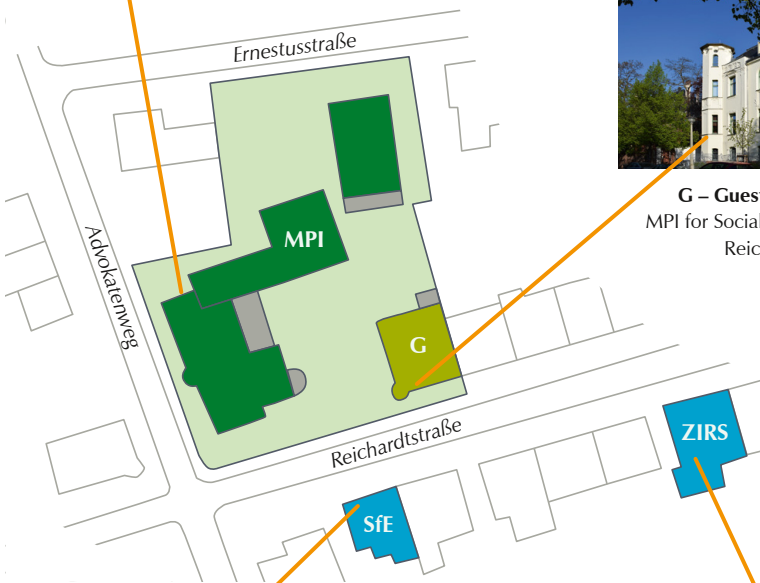 Ernestusstraße
MPI
Advokatenweg
G – Gues
MPI for Social
Reic
G
Reichardtstraße
ZIRS
SfE